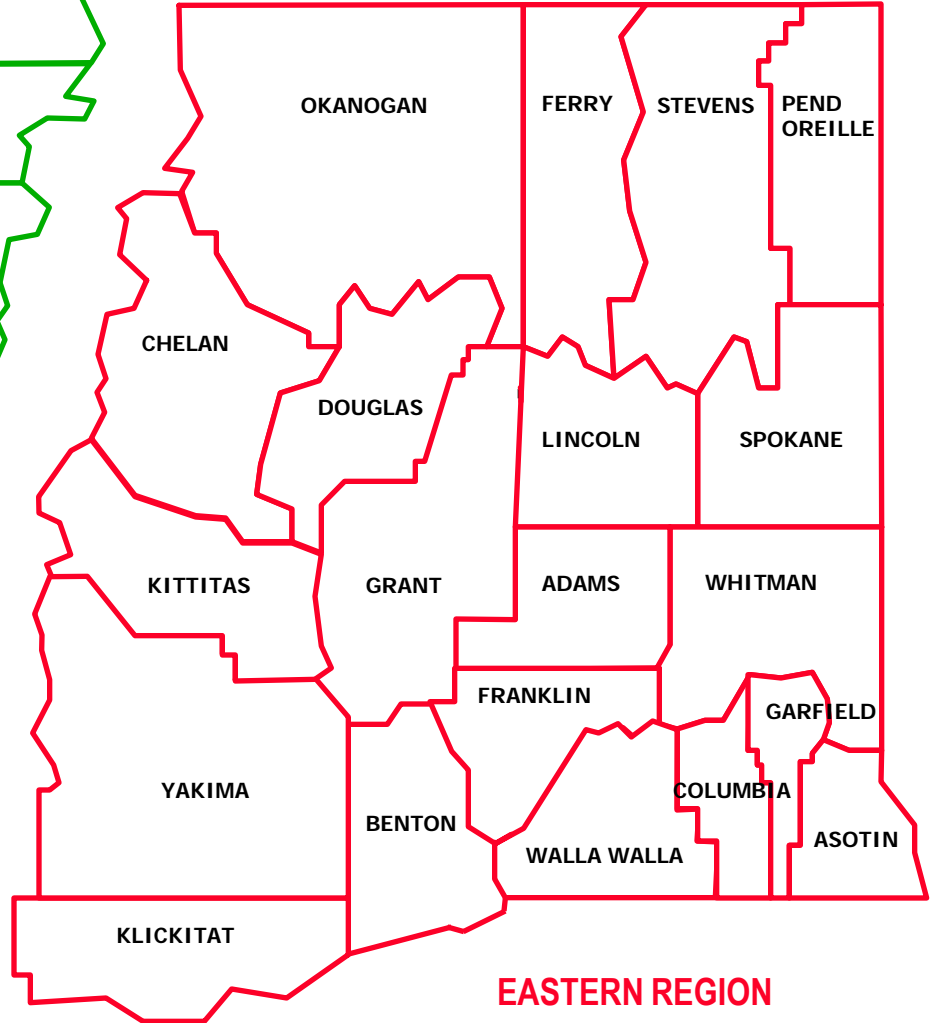 OKANOGAN
FERRY
STEVENS
PEND
OREILLE
CHELAN
DOUGLAS
LINCOLN
SPOKANE
KITTITAS
GRANT
ADAMS
WHITMAN
FRANKLIN
GARFIELD
YAKIMA
COLUMBIA
BENTON
WALLA WALLA
ASOTIN
KLICKITAT
EASTERN REGION